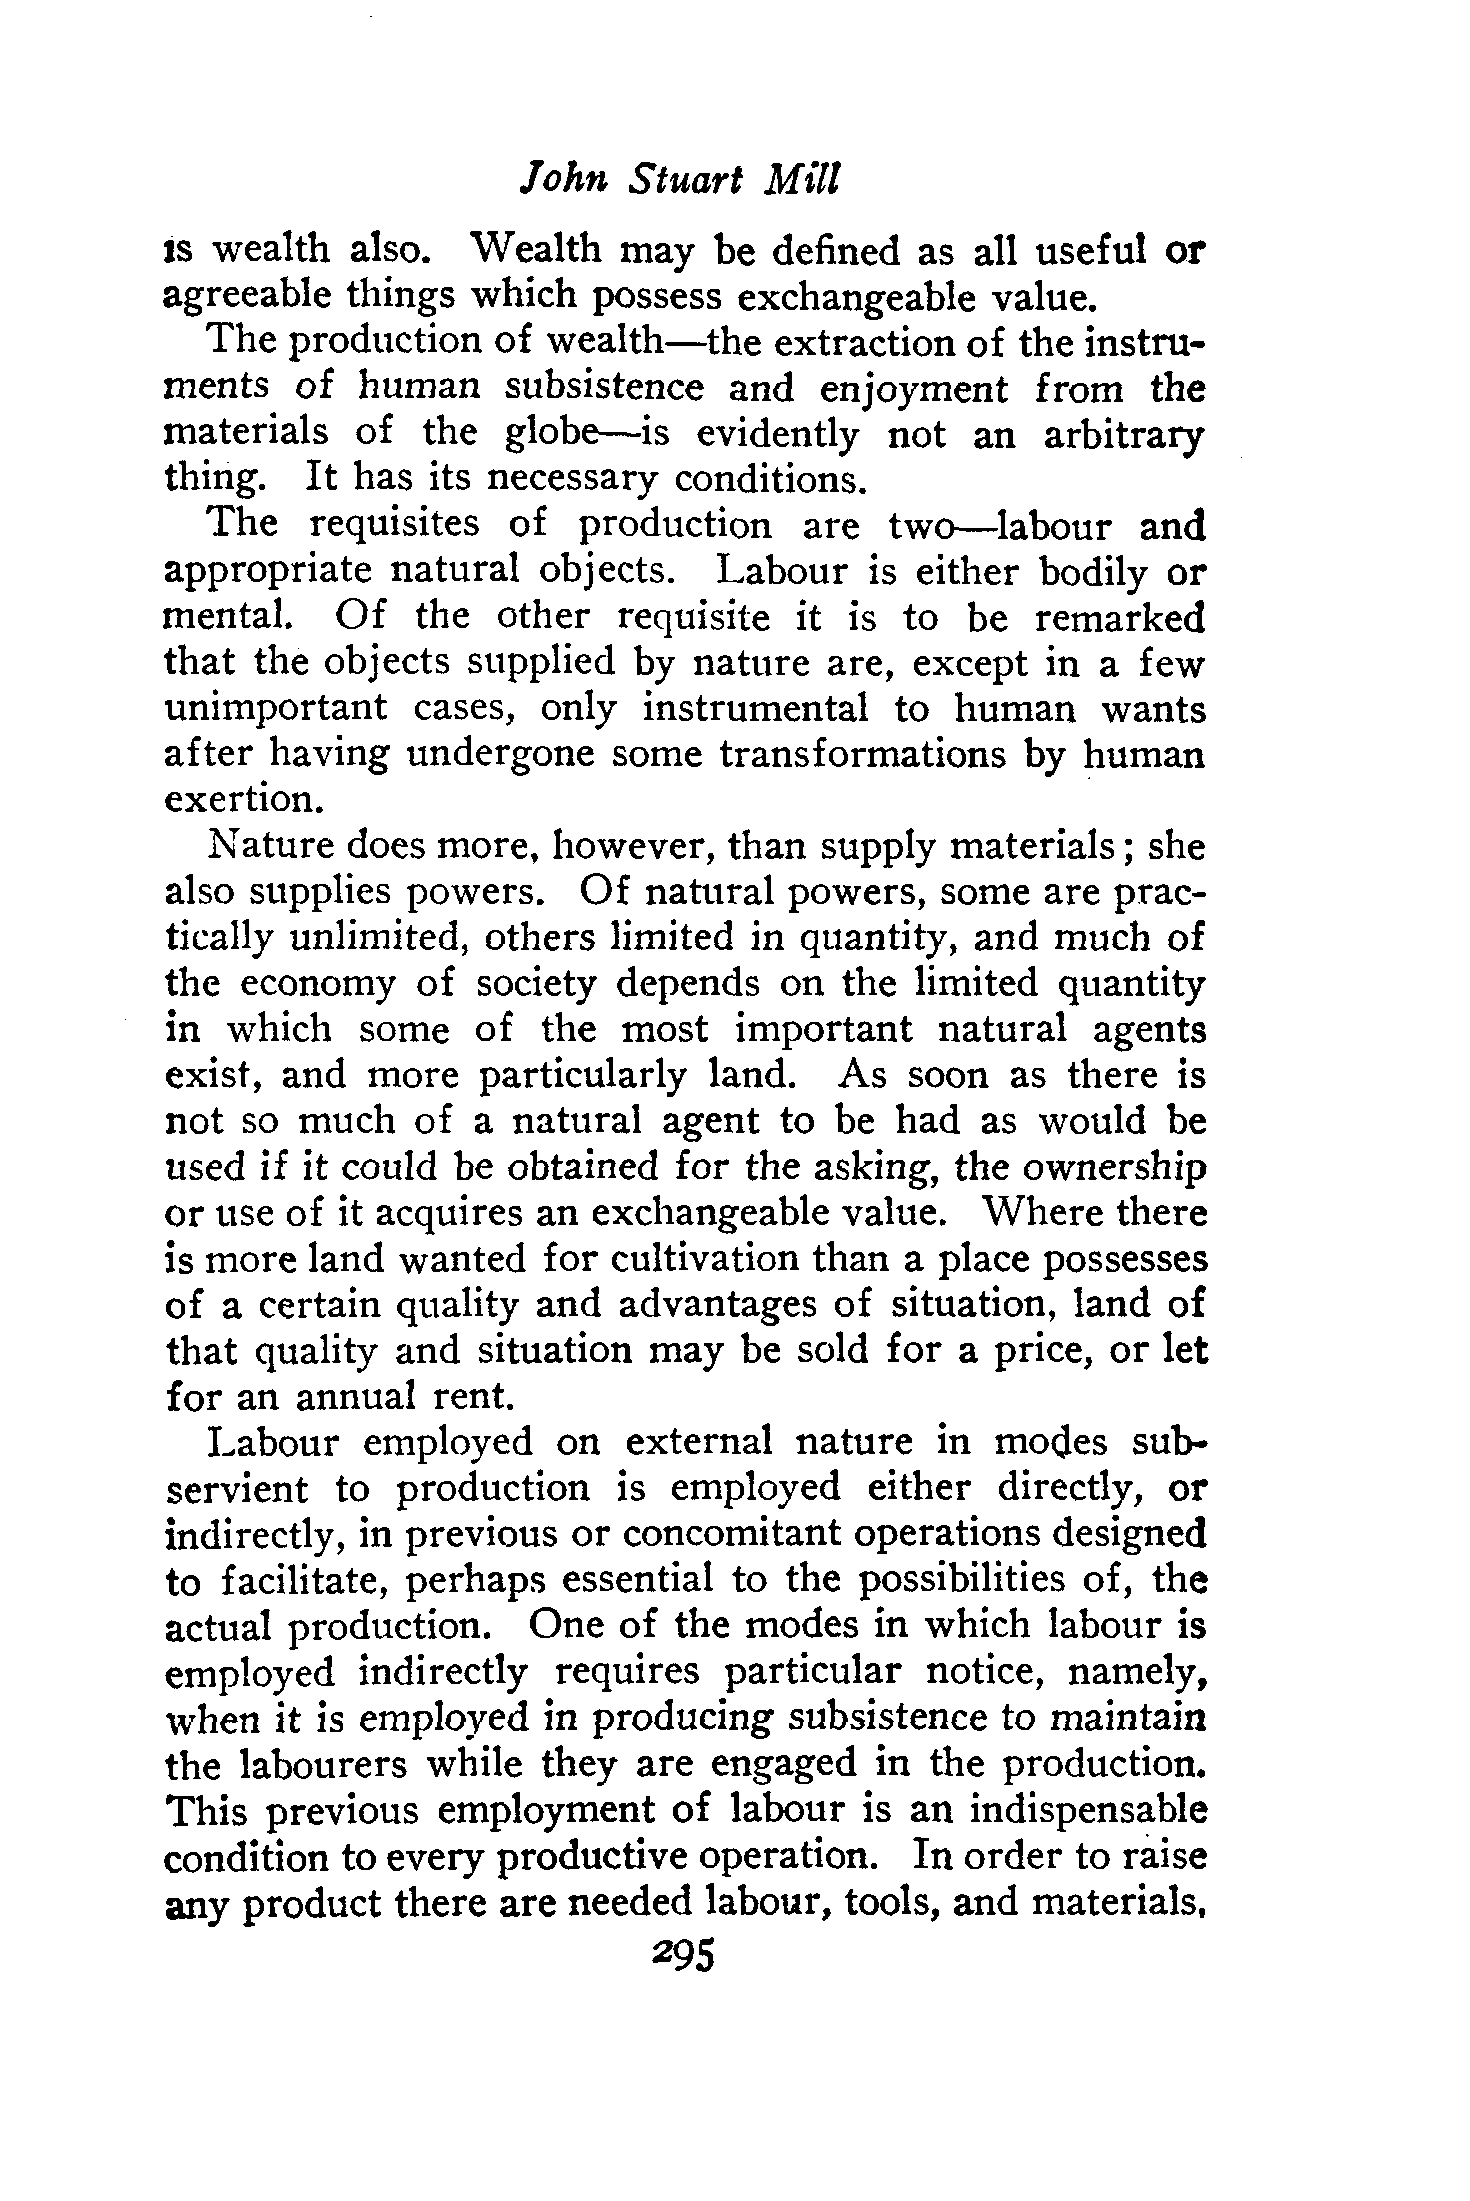 John Stuart Mill
is wealth also. Wealth may be defined as all useful or
agreeable things which possess exchangeable value.
The production of wealth—the extraction of the instru-
ments of human subsistence and enjoyment from the
materials of the globe—is evidently not an arbitrary
thing. It has its necessary conditions.
The requisites of production are two—labour and
appropriate natural objects. Labour is either bodily or
mental. Of the other requisite it is to be remarked
that the objects supplied by nature are, except in a few
unimportant cases, only instrumental to human wants
after having undergone some transformations by human
exertion.
Nature does more, however, than supply materials; she
also supplies powers. Of natural powers, some are prac-
tically unlimited, others limited in quantity, and much of
the economy of society depends on the limited quantity
in which some of the most important natural agents
exist, and more particularly land. As soon as there is
not so much of a natural agent to be had as would be
used if it could be obtained for the asking, the ownership
or use of it acquires an exchangeable value. Where there
is more land wanted for cultivation than a place possesses
of a certain quality and advantages of situation, land of
that quality and situation may be sold for a price, or let
for an annual rent.
Labour employed on external nature in modes sub-
servient to production is employed either directly, or
indirectly, in previous or concomitant operations designed
to facilitate, perhaps essential to the possibilities of, the
actual production. One of the modes in which labour is
employed indirectly requires particular notice, namely,
when it is employed in producing subsistence to maintain
the labourers while they are engaged in the production.
This previous employment of labour is an indispensable
condition to every productive operation. In order to raise
any product there are needed labour, tools, and materials,
295